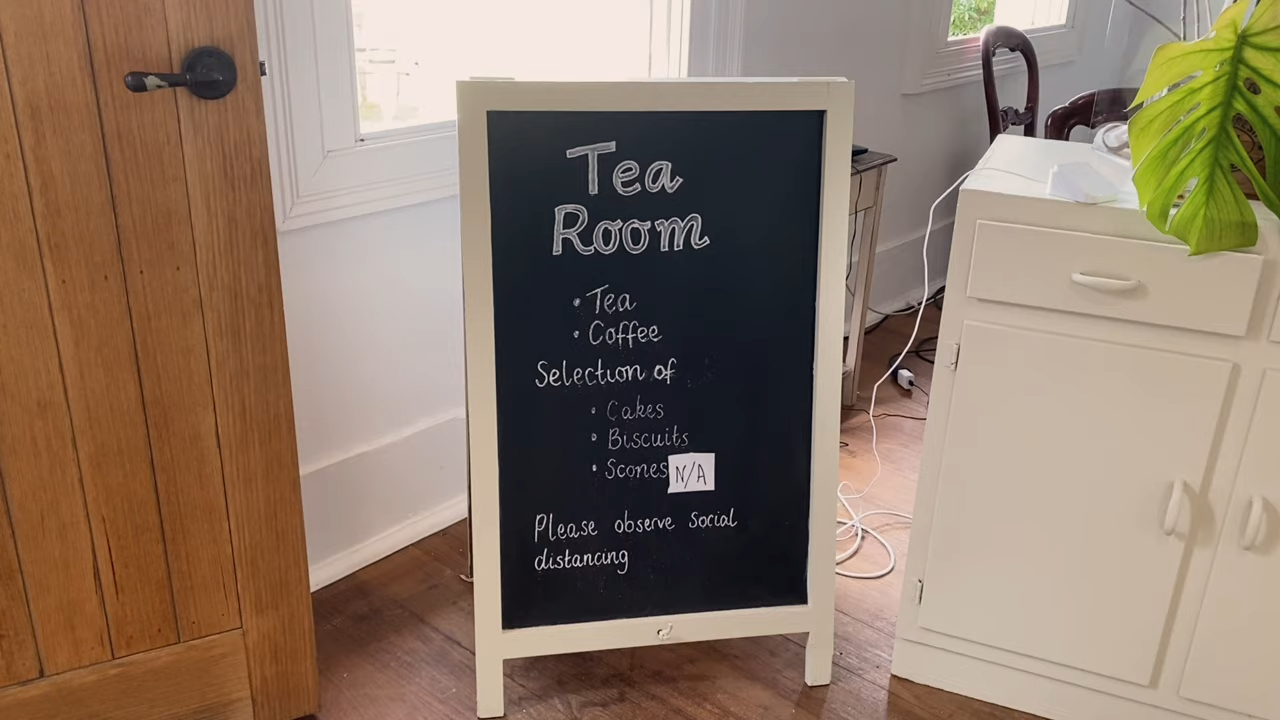 Tea
Room
• Tea
• Coffee
Selection of
• Cakes
• Biscuits
• Scones N/A
Please observe social
distancing